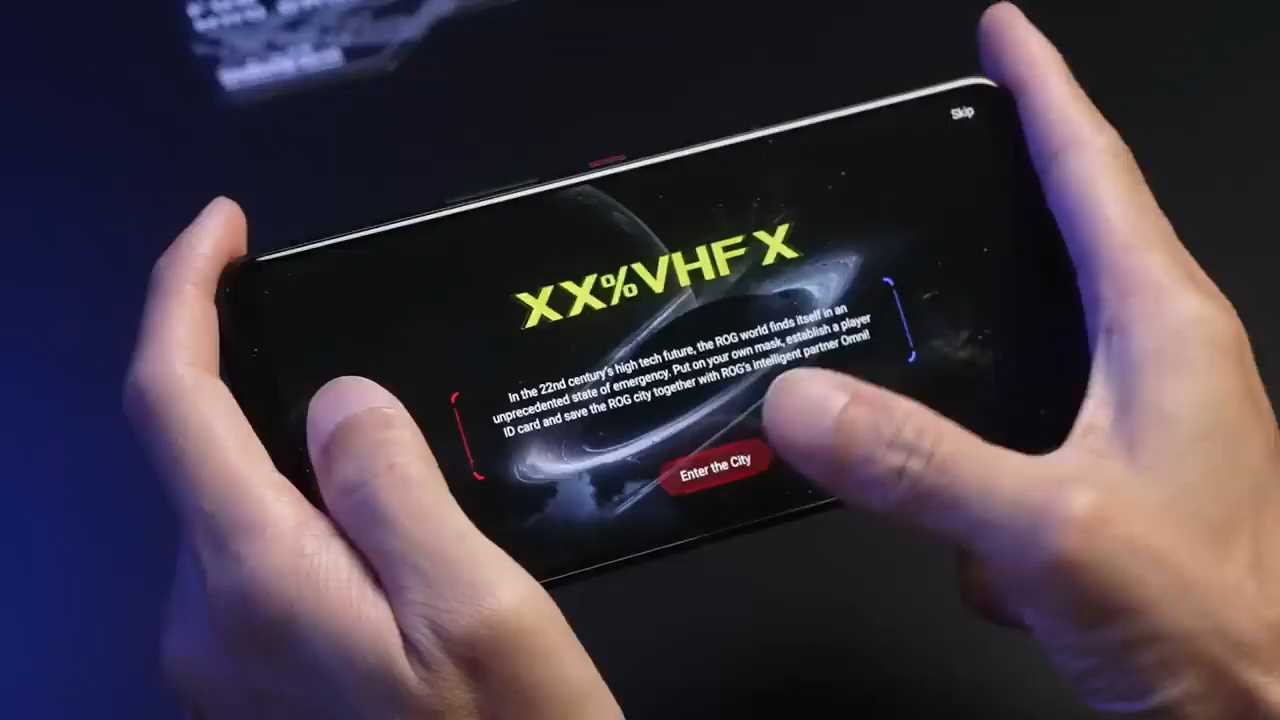 Skip
XX%VHF X
In the 22nd century's high tech future, the ROG world finds itself in an
unprecedented state of emergency. Put on your own mask, establish a player
ID card and save the ROG city together with ROG's intelligent partner Omni!
Enter the City